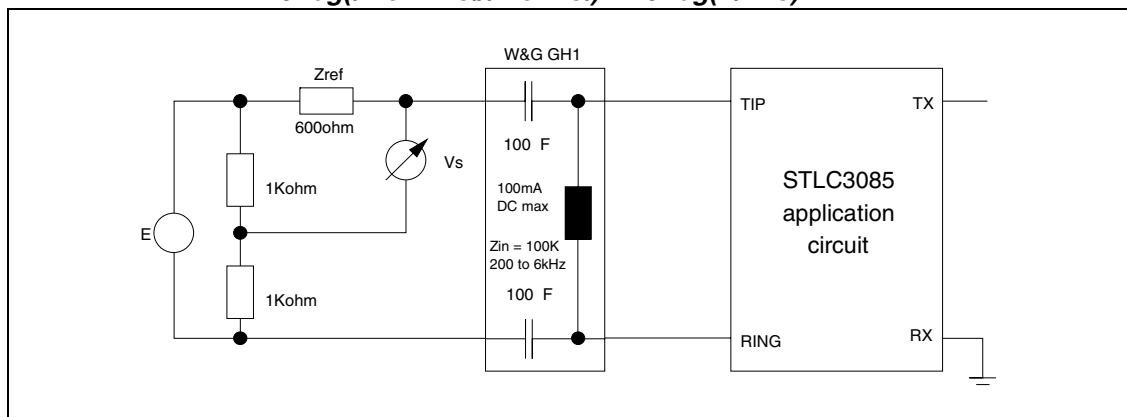 W&G GH1
Zref
600ohm
TIP
TX
100 F
Vs
1Kohm
100mA
DC max
STLC3085
application
circuit
E
Zin = 100K
200 to 6kHz
1Kohm
100 F
RING
RX